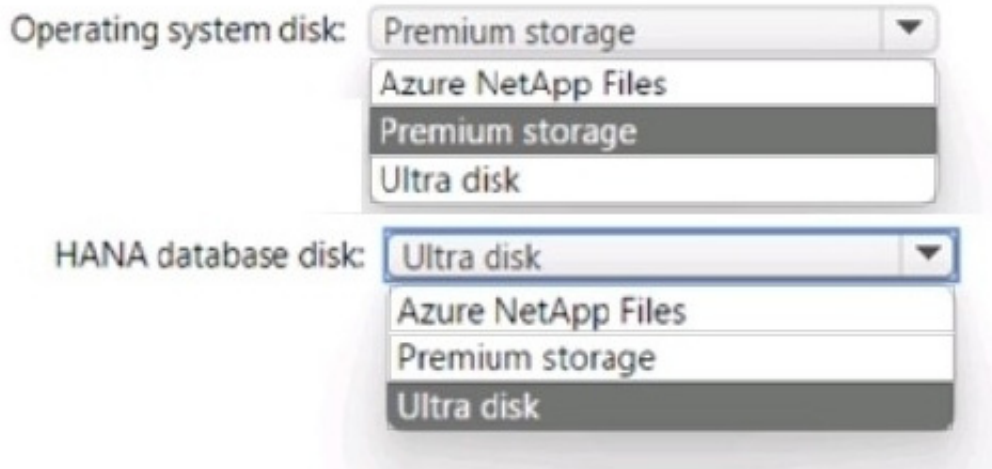 Operating system disk: Premium storage
Azure NetApp Files
Premium storage
Ultra disk
HANA database disk: Ultra disk
Azure NetApp Files
Premium storage
Ultra disk